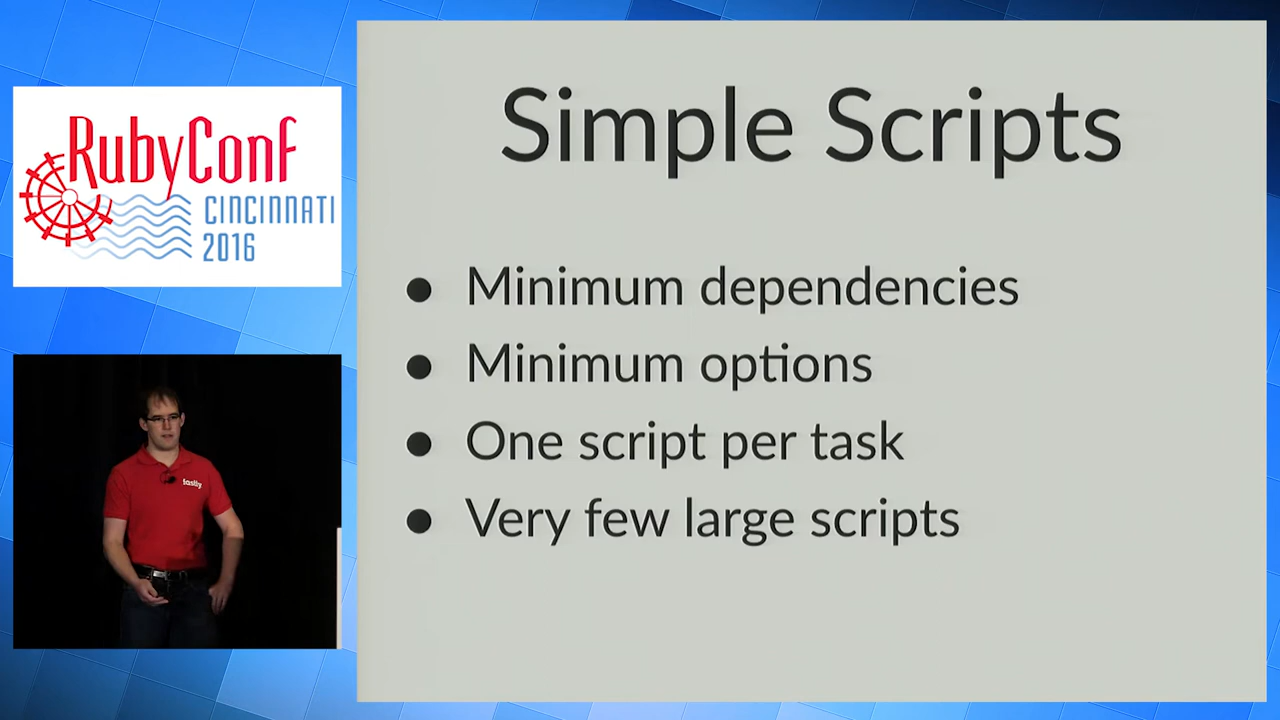 RubyConf
CINCINNATI
2016
fastly
Simple Scripts
● Minimum dependencies
● Minimum options
● One script per task
● Very few large scripts